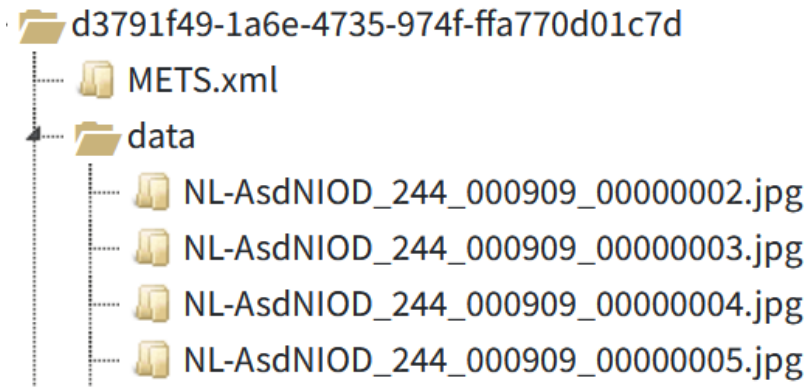 d3791f49-1a6e-4735-974f-ffa770d01c7d
METS.xml
data
NL-AsdNIOD_244_000909_00000002.jpg
NL-AsdNIOD_244_000909_00000003.jpg
NL-AsdNIOD_244_000909_00000004.jpg
NL-AsdNIOD_244_000909_00000005.jpg